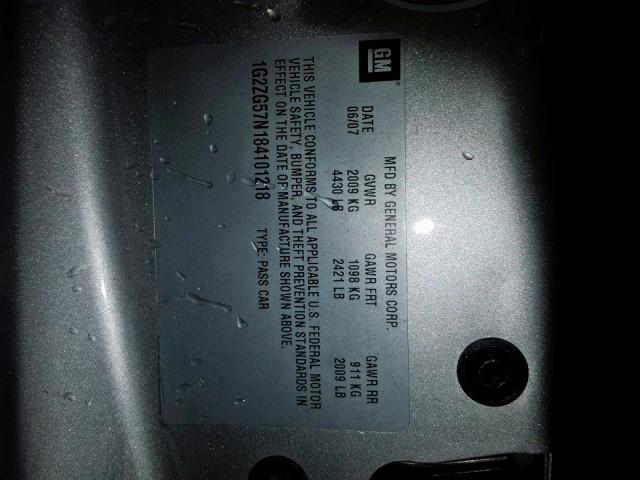 GM
MFD BY GENERAL MOTORS CORP.
DATE GVWR GAWR FRT GAWR RR
06/07 2009 KG 1098 KG 911 KG
4430 LB 2421 LB 2009 LB
THIS VEHICLE CONFORMS TO ALL APPLICABLE U.S. FEDERAL MOTOR
VEHICLE SAFETY, BUMPER, AND THEFT PREVENTION STANDARDS IN
EFFECT ON THE DATE OF MANUFACTURE SHOWN ABOVE.
1G2ZG57N184101218 TYPE: PASS CAR